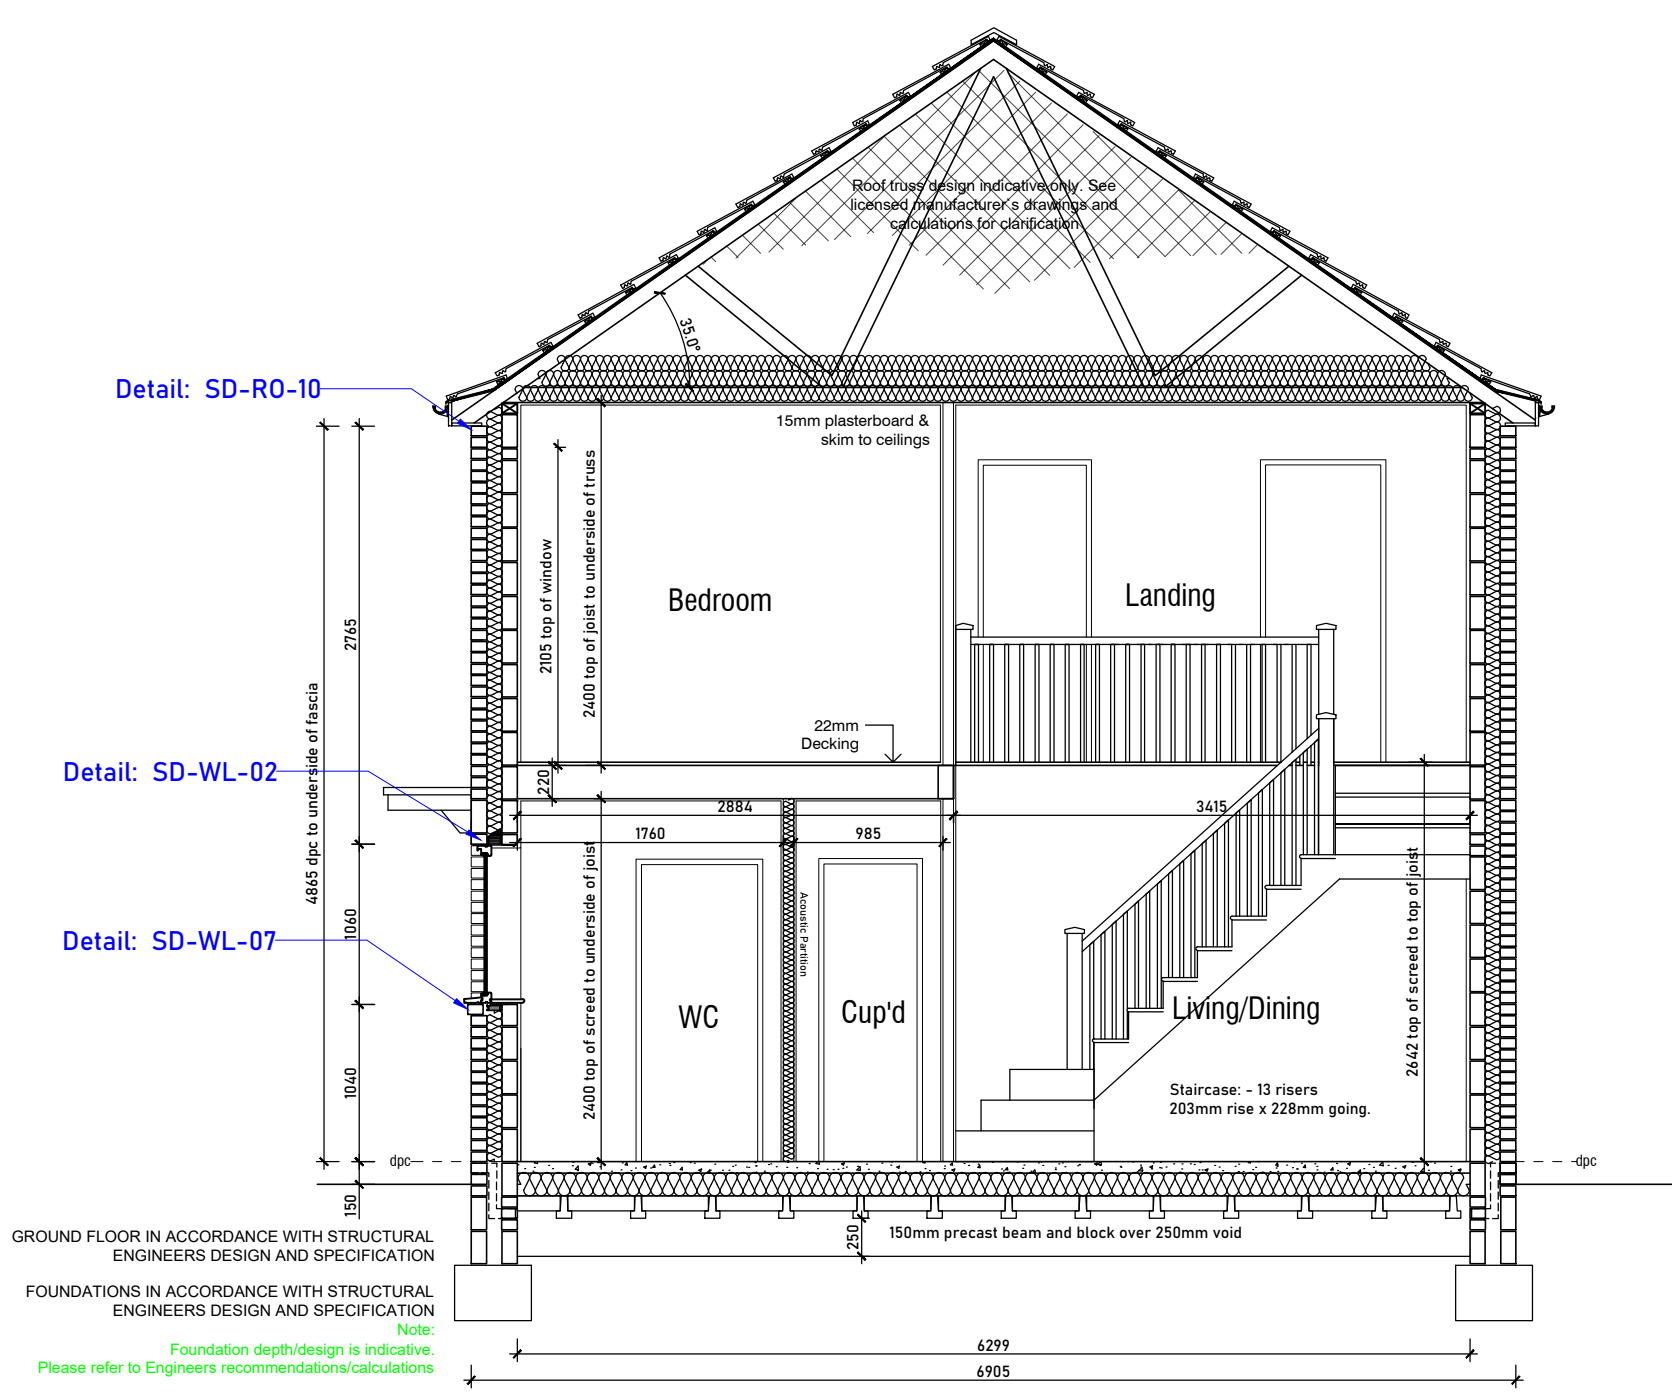 Roof truss design indicative only. See
licensed manufacturer's drawings and
calculations for clarification
35.0°
Detail: SD-RO-10
15mm plasterboard &
skim to ceilings
4865 dpc to underside of fascia
2765
2105 top of window
2400 top of joist to underside of truss
Bedroom
Landing
22mm
Decking
Detail: SD-WL-02
220
2884
3415
1760
985
1060
Detail: SD-WL-07
2400 top of screed to underside of joist
Acoustic Partition
2642 top of screed to top of joist
WC
Cup'd
Living/Dining
1040
Staircase: - 13 risers
203mm rise x 228mm going.
dpc
dpc
150
250
150mm precast beam and block over 250mm void
GROUND FLOOR IN ACCORDANCE WITH STRUCTURAL
ENGINEERS DESIGN AND SPECIFICATION
FOUNDATIONS IN ACCORDANCE WITH STRUCTURAL
ENGINEERS DESIGN AND SPECIFICATION
Note:
Foundation depth/design is indicative.
Please refer to Engineers recommendations/calculations
6299
6905